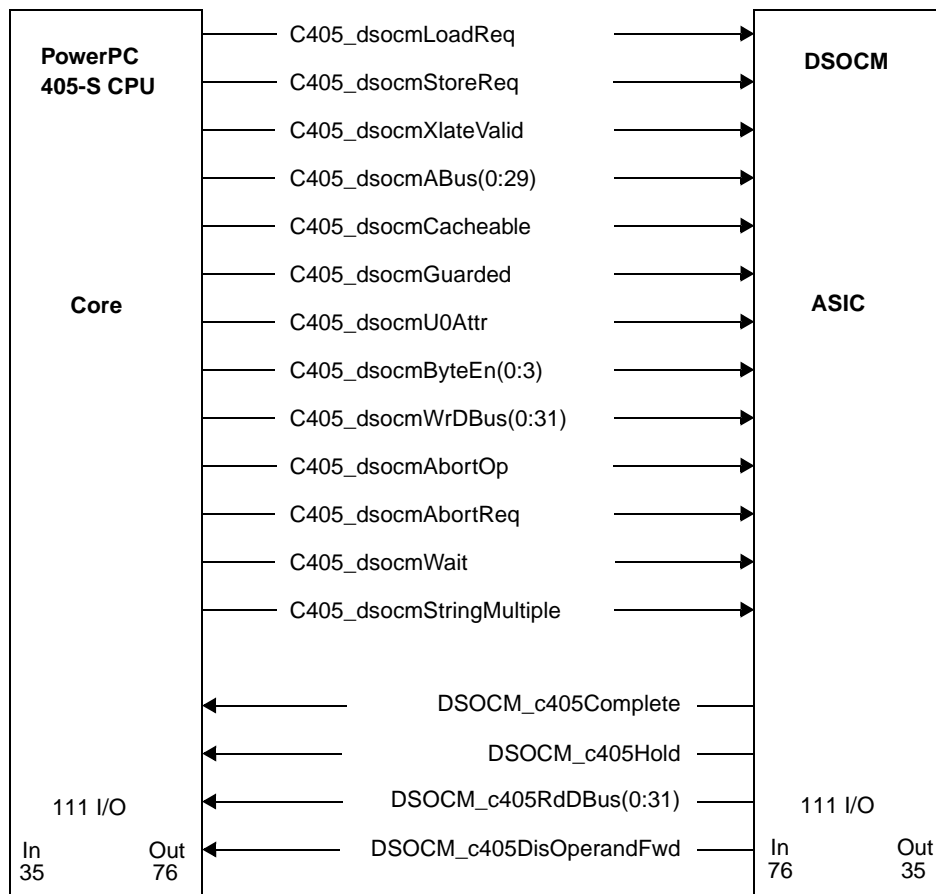 PowerPC
405-S CPU
Core
C405_dsocmLoadReq
C405_dsocmStoreReq
C405_dsocmXlateValid
C405_dsocmABus(0:29)
C405_dsocmCacheable
C405_dsocmGuarded
C405_dsocmU0Attr
C405_dsocmByteEn(0:3)
C405_dsocmWrDBus(0:31)
C405_dsocmAbortOp
C405_dsocmAbortReq
C405_dsocmWait
C405_dsocmStringMultiple
DSOCM_c405Complete
DSOCM_c405Hold
DSOCM_c405RdDBus(0:31)
DSOCM_c405DisOperandFwd
DSOCM
ASIC
111 I/O
In Out
35 76
111 I/O
In Out
76 35